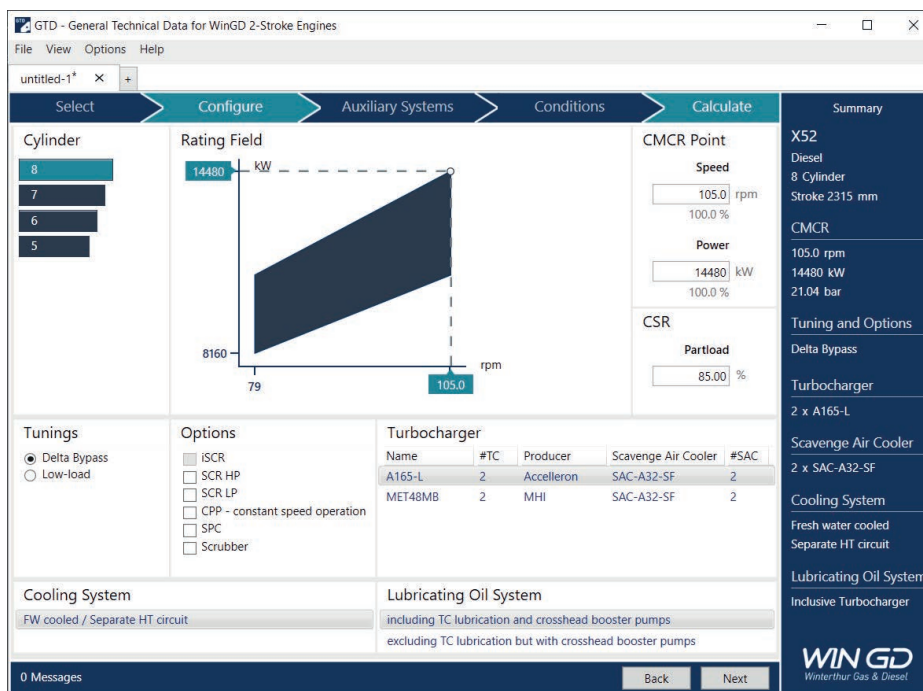 GTD - General Technical Data for WinGD 2-Stroke Engines
File View Options Help
untitled-1*
Select Configure Auxiliary Systems Conditions Calculate
Summary
Cylinder
8
7
6
5
Rating Field
14480
kW
8160
79
105.0
rpm
CMCR Point
Speed
105.0 rpm
100.0 %
Power
14480 kW
100.0 %
CSR
Partload
85.00 %
Tunings
Delta Bypass
Low-load
Options
iSCR
SCR HP
SCR LP
CPP - constant speed operation
SPC
Scrubber
Turbocharger
Name #TC Producer Scavenge Air Cooler #SAC
A165-L 2 Accelleron SAC-A32-SF 2
MET48MB 2 MHI SAC-A32-SF 2
Cooling System
FW cooled / Separate HT circuit
Lubricating Oil System
including TC lubrication and crosshead booster pumps
excluding TC lubrication but with crosshead booster pumps
X52
Diesel
8 Cylinder
Stroke 2315 mm
CMCR
105.0 rpm
14480 kW
21.04 bar
Tuning and Options
Delta Bypass
Turbocharger
2 x A165-L
Scavenge Air Cooler
2 x SAC-A32-SF
Cooling System
Fresh water cooled
Separate HT circuit
Lubricating Oil System
Inclusive Turbocharger
WIN GD
Winterthur Gas & Diesel
0 Messages
Back
Next